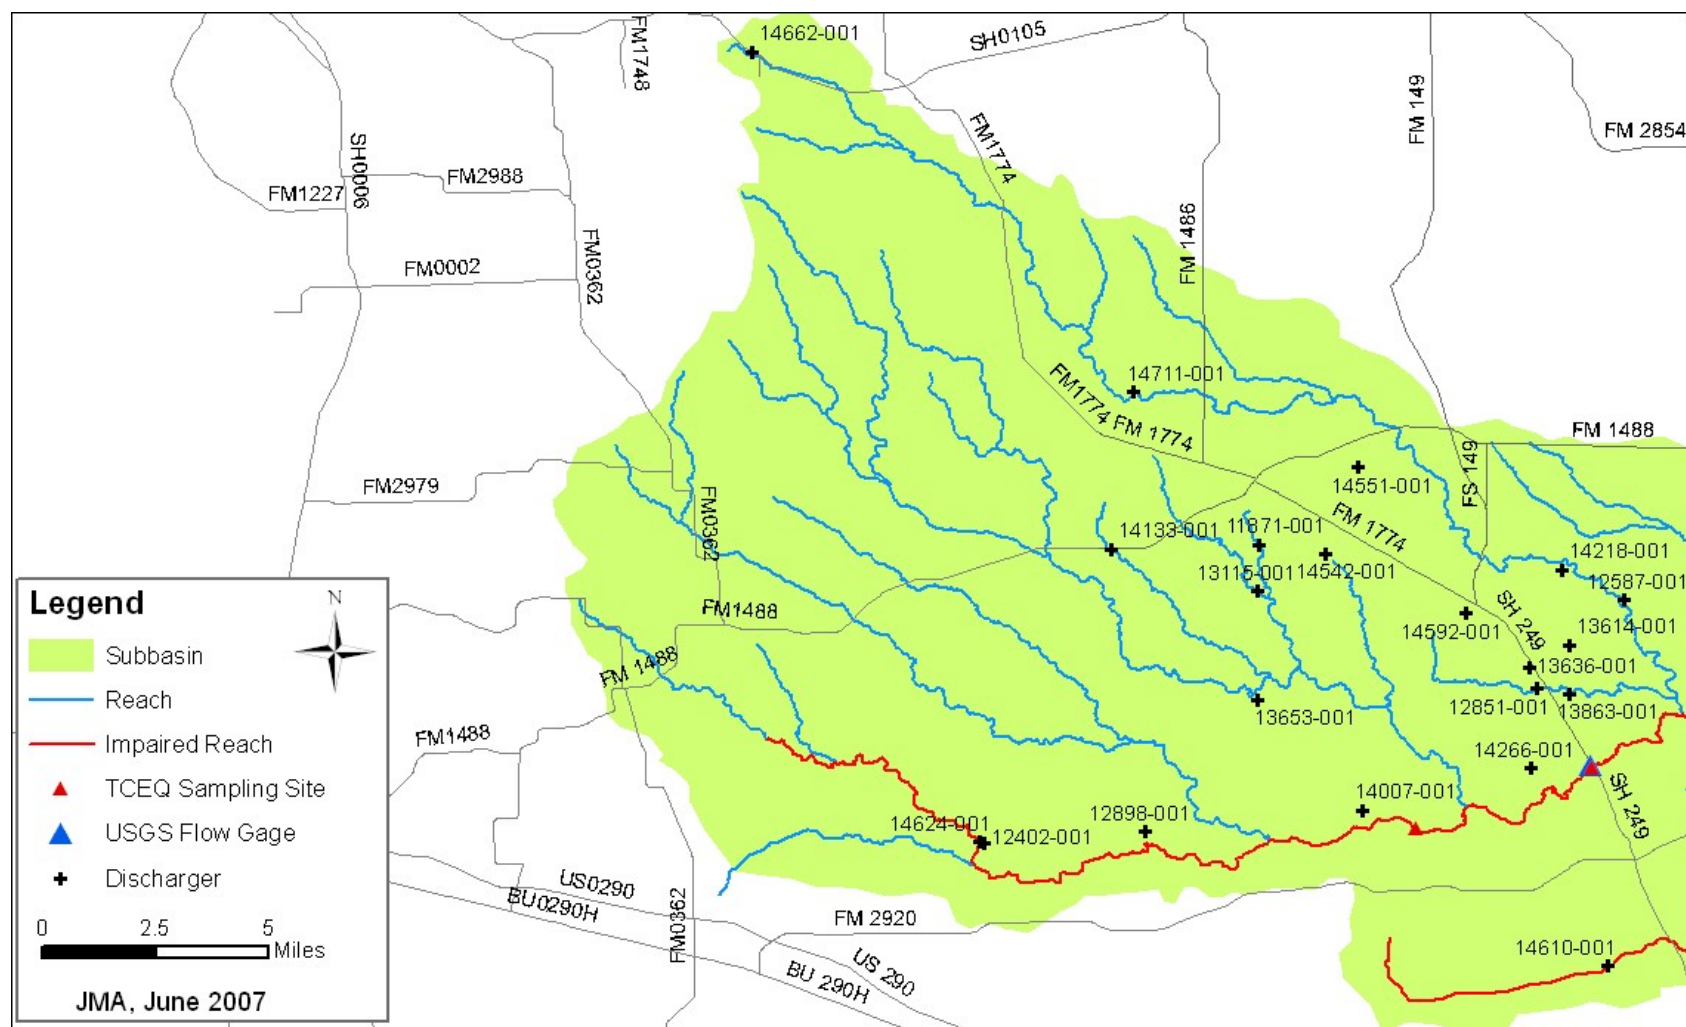 14662-001
SH0105
FM1748
FM 149
FM 2854
FM1774
SH0006
FM2988
FM1227
FM 1486
FM0362
FM0002
14711-001
FM1774
FM 1774
FM 1488
FS 149
14551-001
FM2979
FM0362
FM 1774
14133-001
11871-001
13115-001
14542-001
14218-001
12587-001
SH 249
14592-001
13614-001
FM1488
FM 1488
13636-001
12851-001
13863-001
13653-001
FM1488
14266-001
SH 249
14007-001
12898-001
14624-001
12402-001
US0290
BU0290H
FM0362
FM 2920
US 290
BU 290H
14610-001
Legend
N
Subbasin
Reach
Impaired Reach
TCEQ Sampling Site
USGS Flow Gage
Discharger
0 2.5 5
Miles
JMA, June 2007